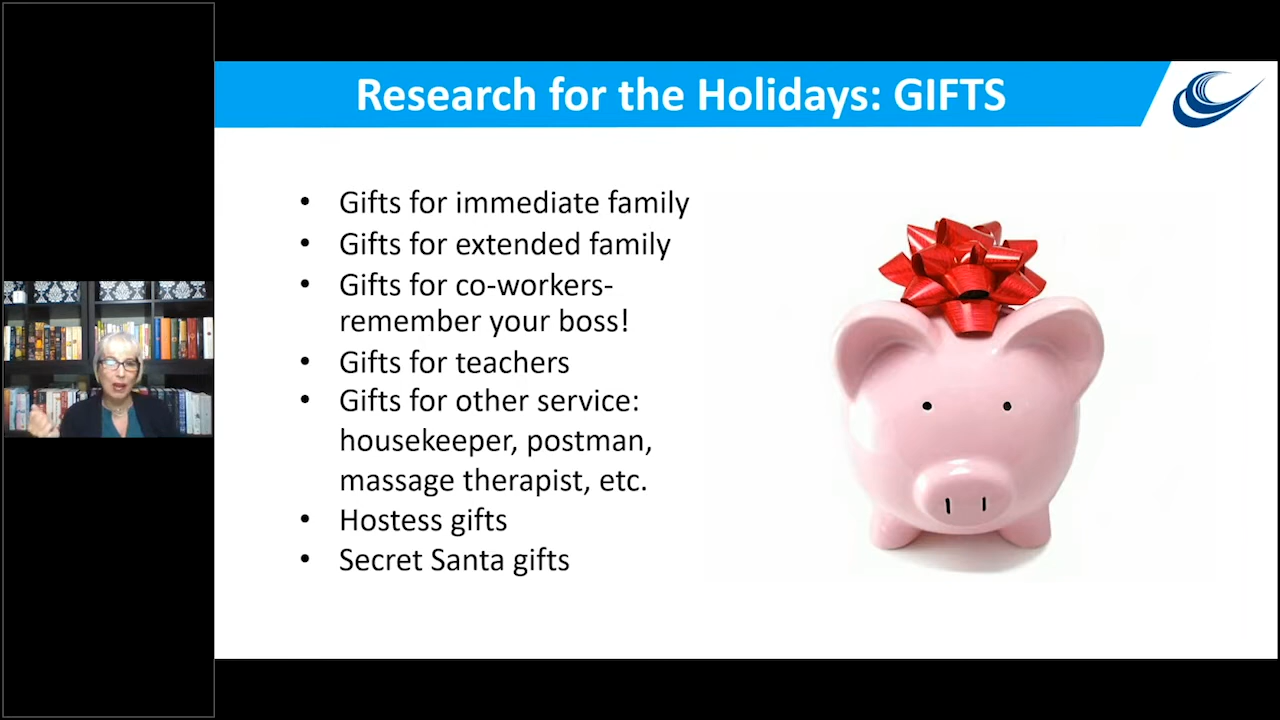 Research for the Holidays: GIFTS
• Gifts for immediate family
• Gifts for extended family
• Gifts for co-workers-
remember your boss!
• Gifts for teachers
• Gifts for other service:
housekeeper, postman,
massage therapist, etc.
• Hostess gifts
• Secret Santa gifts